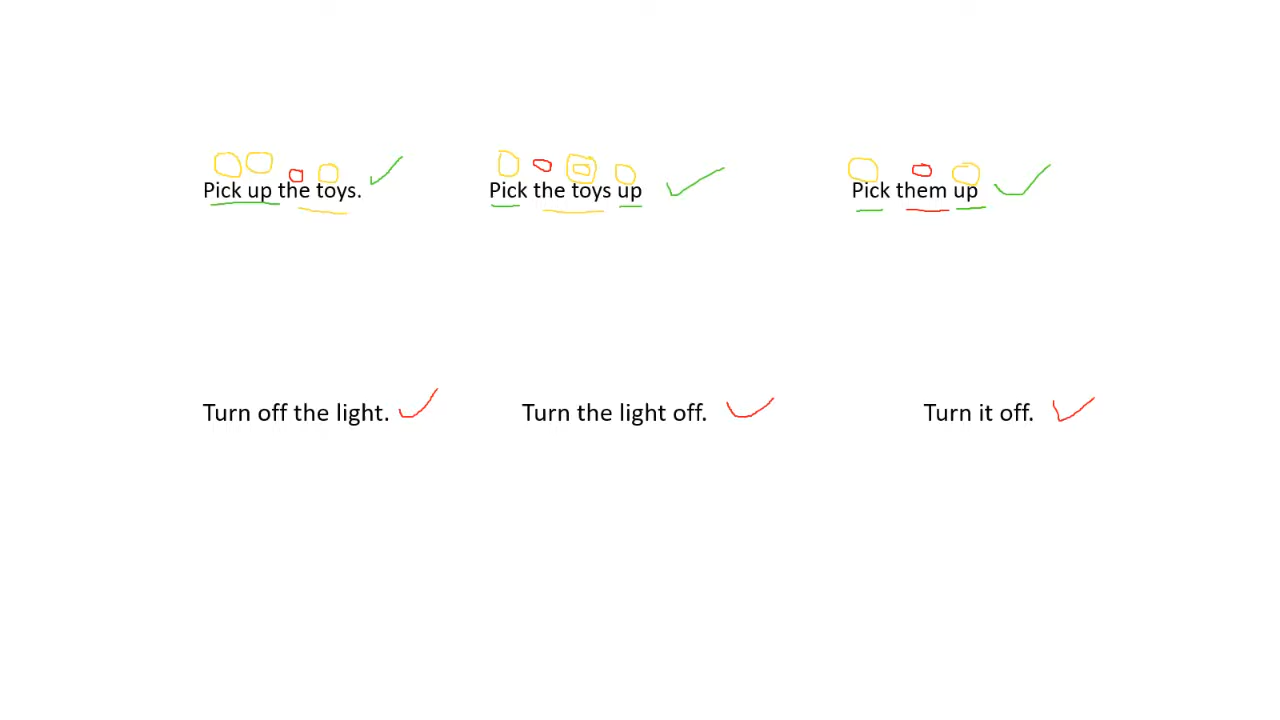 Pick up the toys. Pick the toys up Pick them up
Turn off the light. Turn the light off. Turn it off.